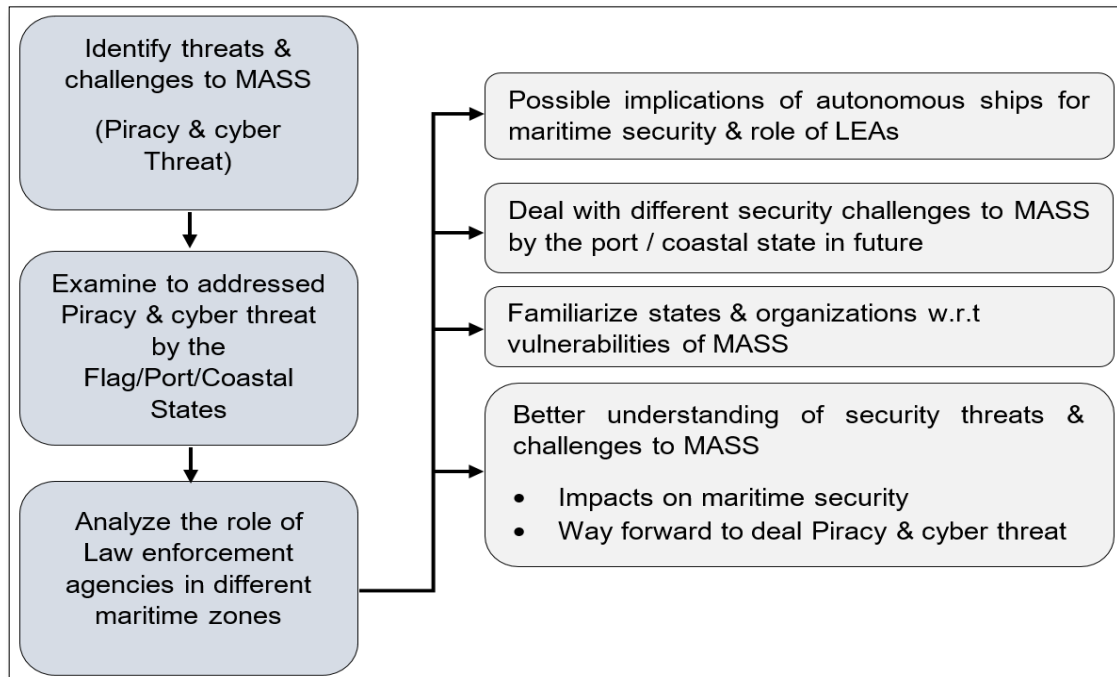 Identify threats &
challenges to MASS
(Piracy & cyber
Threat)
Examine to addressed
Piracy & cyber threat
by the
Flag/Port/Coastal
States
Analyze the role of
Law enforcement
agencies in different
maritime zones
Possible implications of autonomous ships for
maritime security & role of LEAs
Deal with different security challenges to MASS
by the port / coastal state in future
Familiarize states & organizations w.r.t
vulnerabilities of MASS
Better understanding of security threats &
challenges to MASS
• Impacts on maritime security
• Way forward to deal Piracy & cyber threat